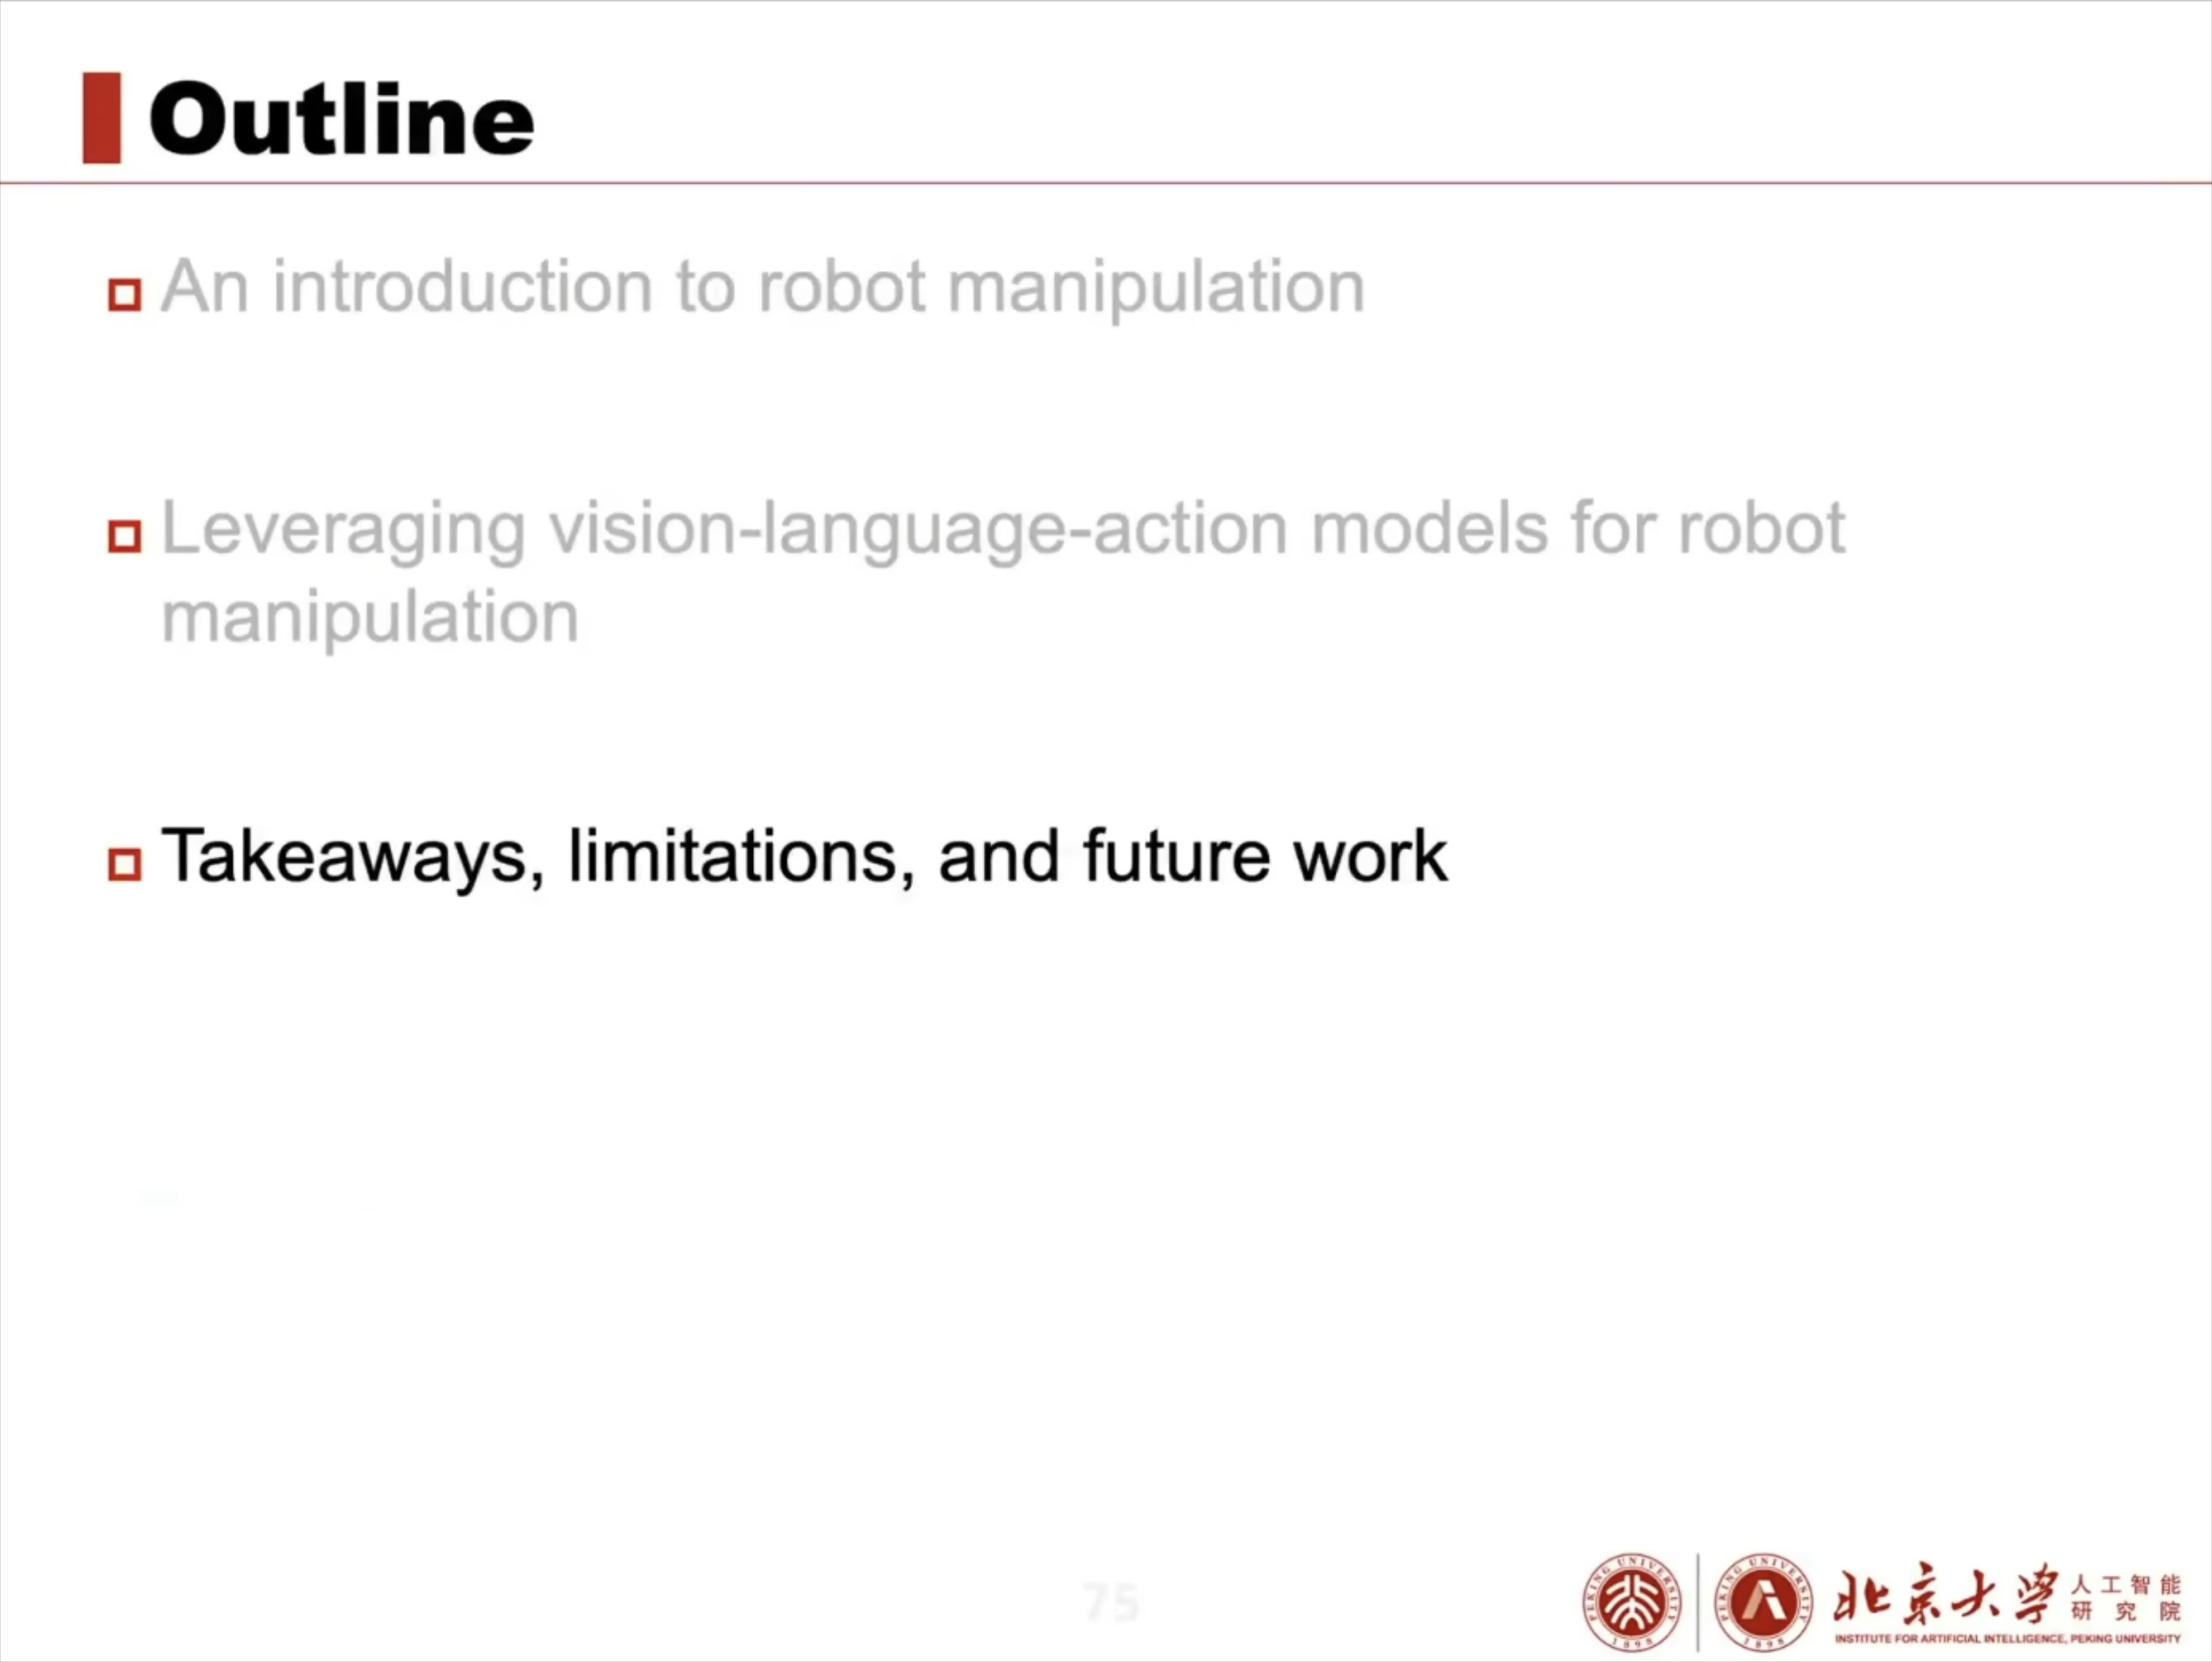 Outline
An introduction to robot manipulation
Leveraging vision-language-action models for robot
manipulation
Takeaways, limitations, and future work
75
PEKING UNIVERSITY
1898
PEKING UNIVERSITY
1898
北京大学
人工智能
研究院
INSTITUTE FOR ARTIFICIAL INTELLIGENCE, PEKING UNIVERSITY